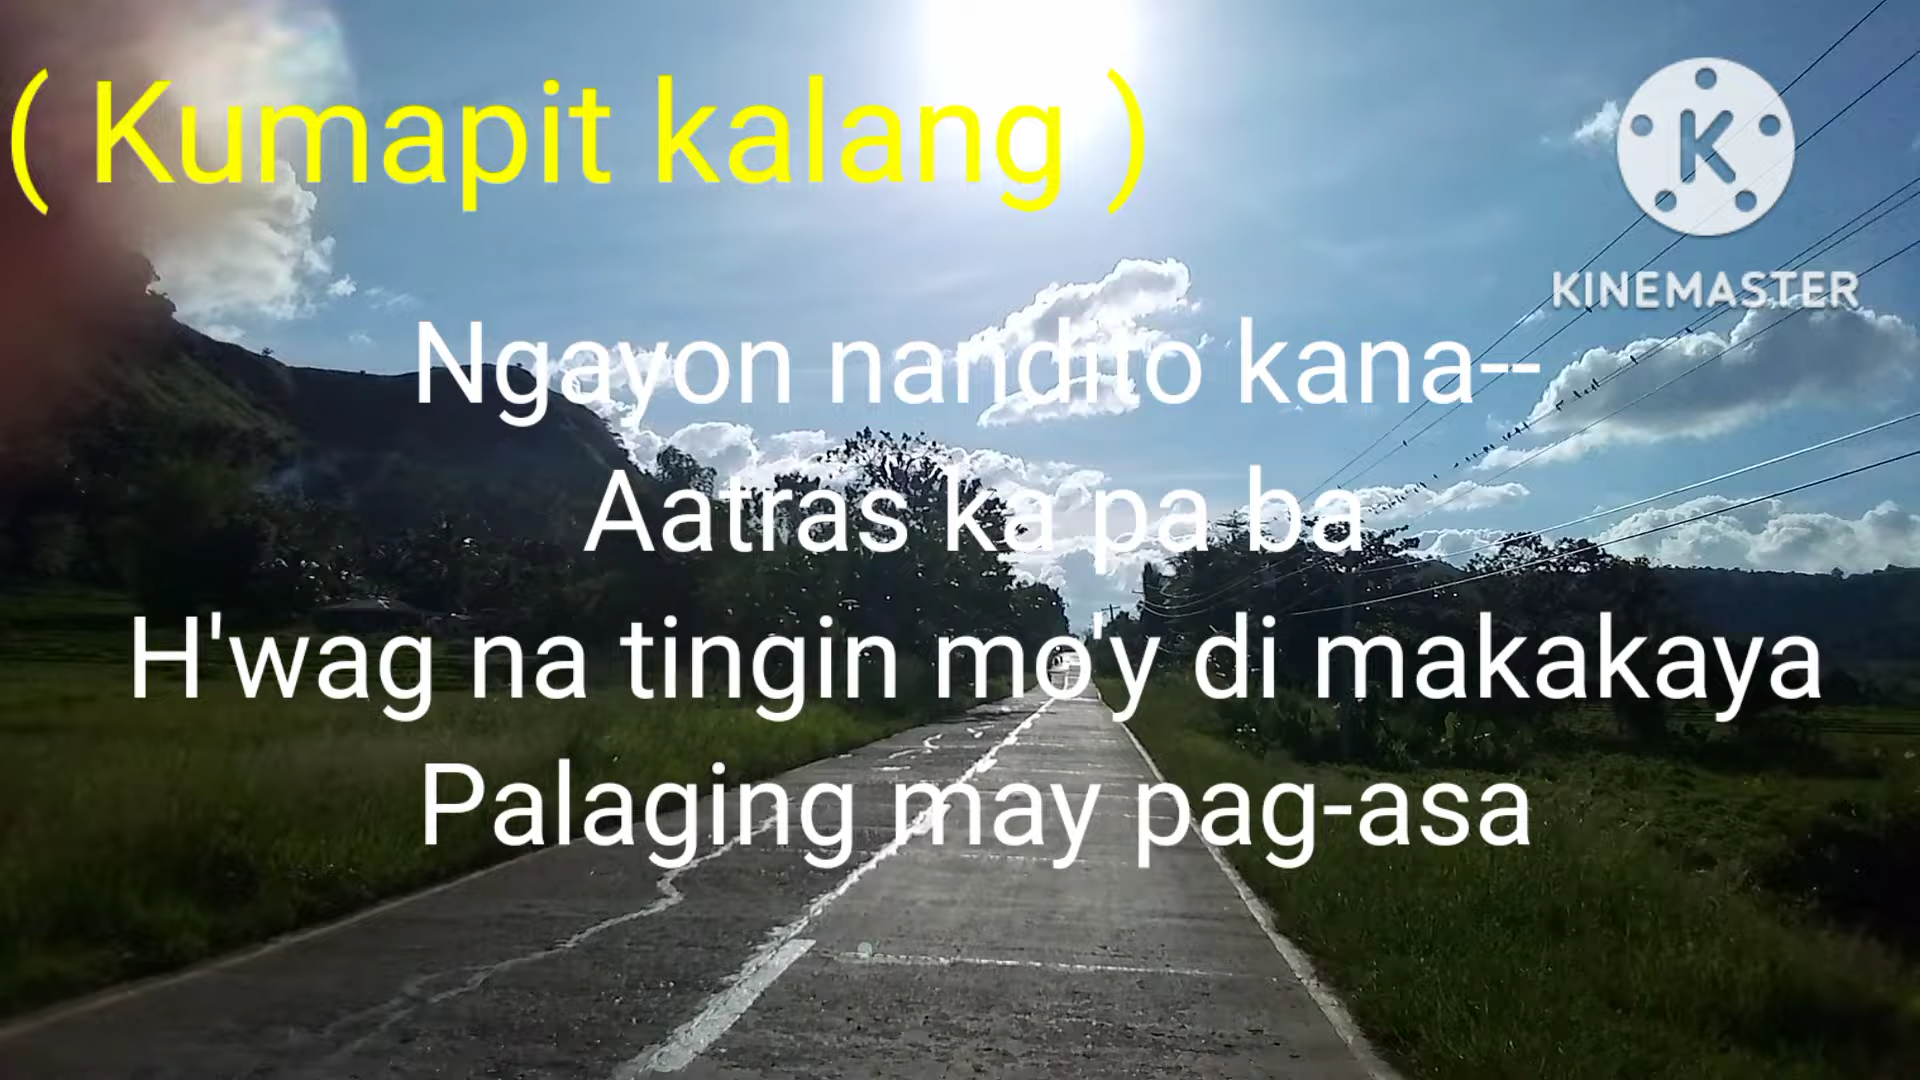 ( Kumapit kalang )
K
KINEMASTER
Ngayon nandito kana--
Aatras ka pa ba
H'wag na tingin mo'y di makakaya
Palaging may pag-asa